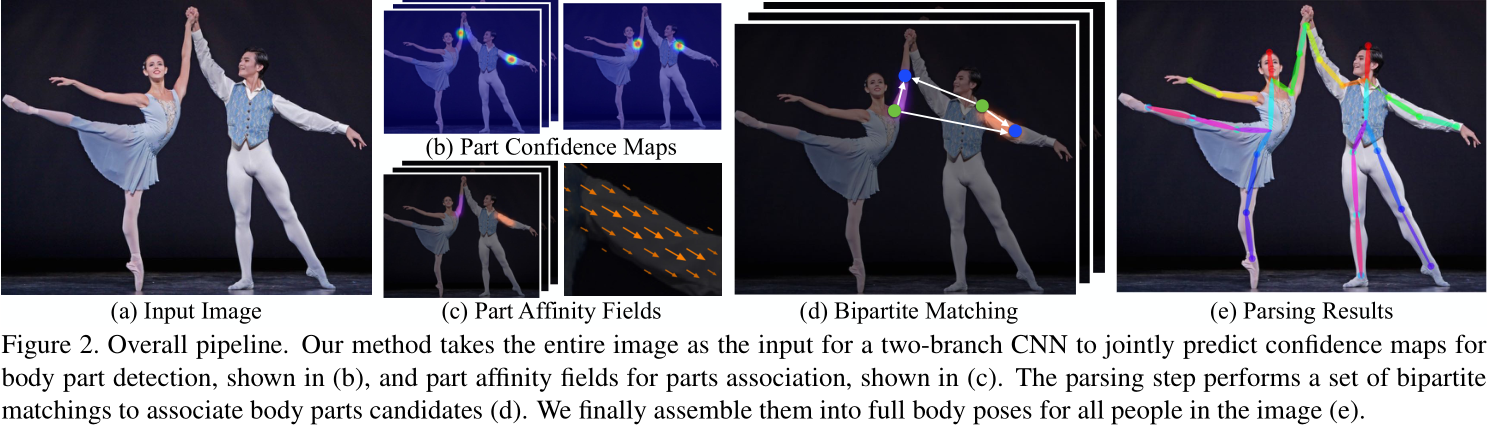 (a) Input Image
(b) Part Confidence Maps
(c) Part Affinity Fields
(d) Bipartite Matching
(e) Parsing Results
Figure 2. Overall pipeline. Our method takes the entire image as the input for a two-branch CNN to jointly predict confidence maps for
body part detection, shown in (b), and part affinity fields for parts association, shown in (c). The parsing step performs a set of bipartite
matchings to associate body parts candidates (d). We finally assemble them into full body poses for all people in the image (e).